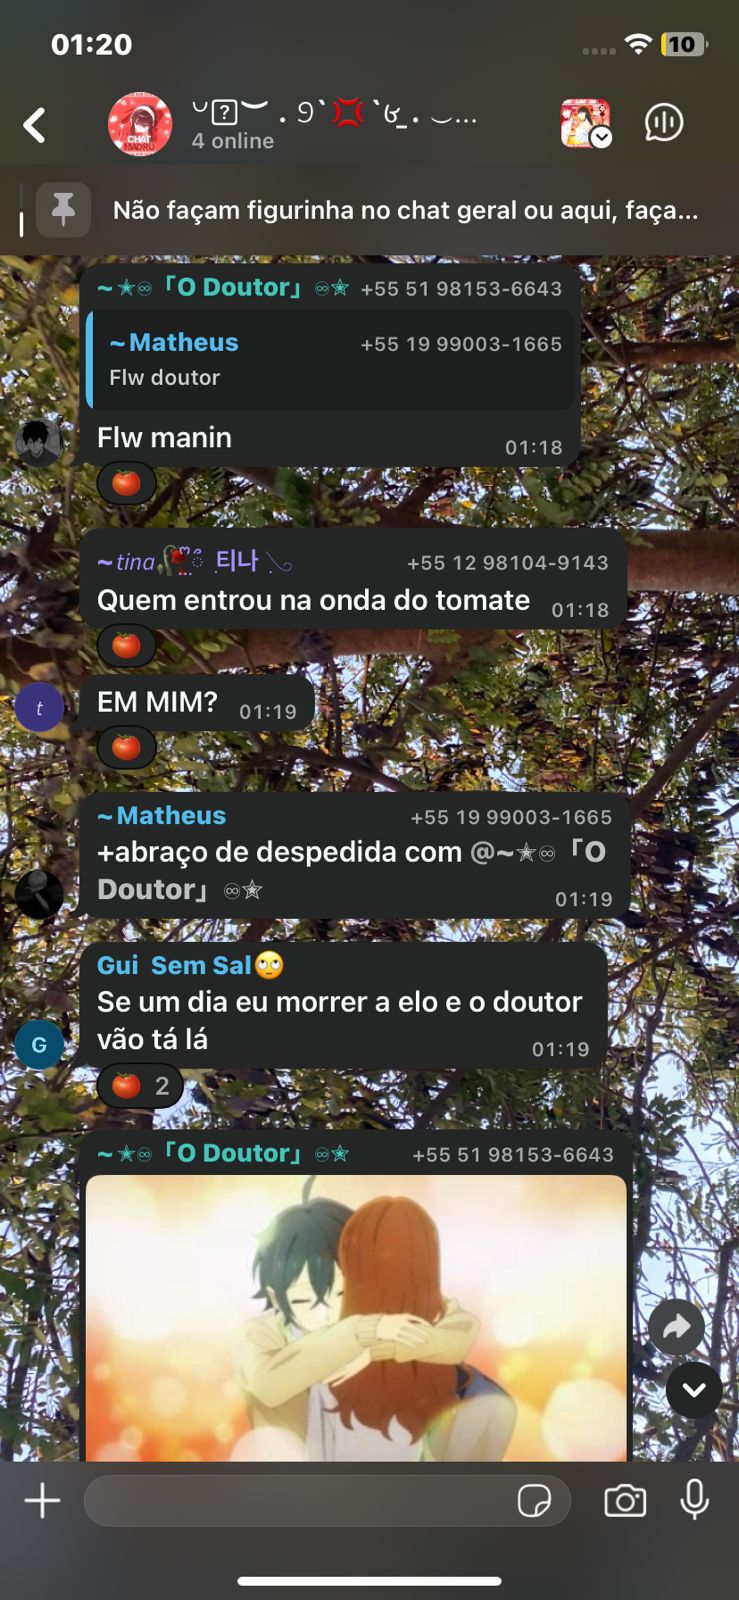 01:20
10
4 online
CHAT
MADRU
Não façam figurinha no chat geral ou aqui, faça...
~✭♾「O Doutor」♾✭ +55 51 98153-6643
~Matheus +55 19 99003-1665
Flw doutor
Flw manin 01:18
🍅
~tina🥀 티나 +55 12 98104-9143
Quem entrou na onda do tomate 01:18
🍅
t
EM MIM? 01:19
🍅
~Matheus +55 19 99003-1665
+abraço de despedida com @~✭♾「O
Doutor」♾✭ 01:19
Gui Sem Sal🙄
Se um dia eu morrer a elo e o doutor
vão tá lá 01:19
G
🍅 2
~✭♾「O Doutor」♾✭ +55 51 98153-6643